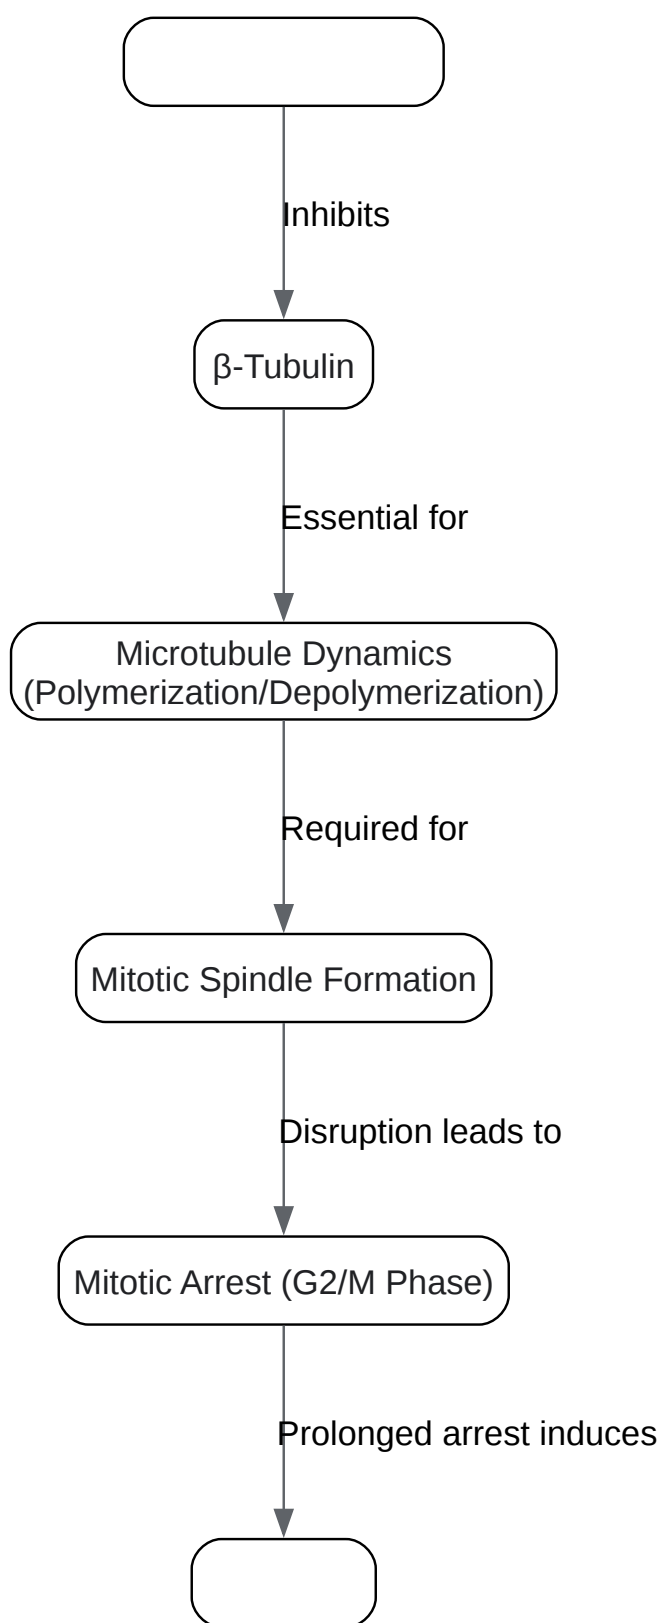 Inhibits
β-Tubulin
Essential for
Microtubule Dynamics
(Polymerization/Depolymerization)
Required for
Mitotic Spindle Formation
Disruption leads to
Mitotic Arrest (G2/M Phase)
Prolonged arrest induces